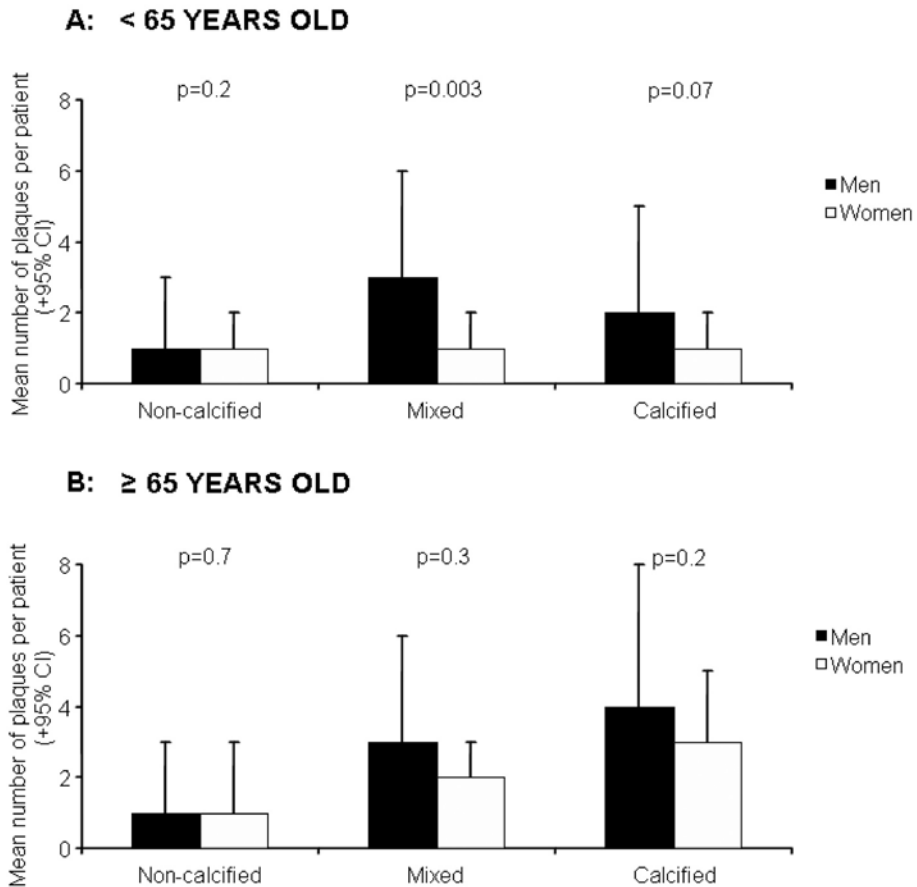 A: < 65 YEARS OLD
p=0.2 p=0.003 p=0.07
Mean number of plaques per patient
(+95% CI)
8
6
4
2
0
Men
Women
Non-calcified Mixed Calcified
B: ≥ 65 YEARS OLD
p=0.7 p=0.3 p=0.2
Mean number of plaques per patient
(+95% CI)
8
6
4
2
0
Men
Women
Non-calcified Mixed Calcified